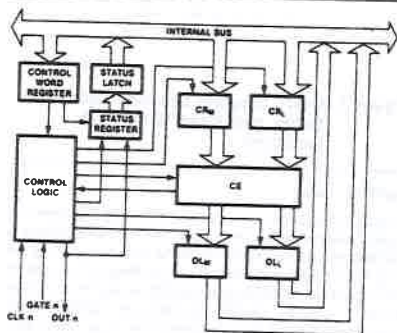 INTERNAL BUS
CONTROL
WORD
REGISTER
STATUS
LATCH
STATUS
REGISTER
CRM
CRL
CONTROL
LOGIC
CE
OLM
OLL
GATE n
CLK n
OUT n